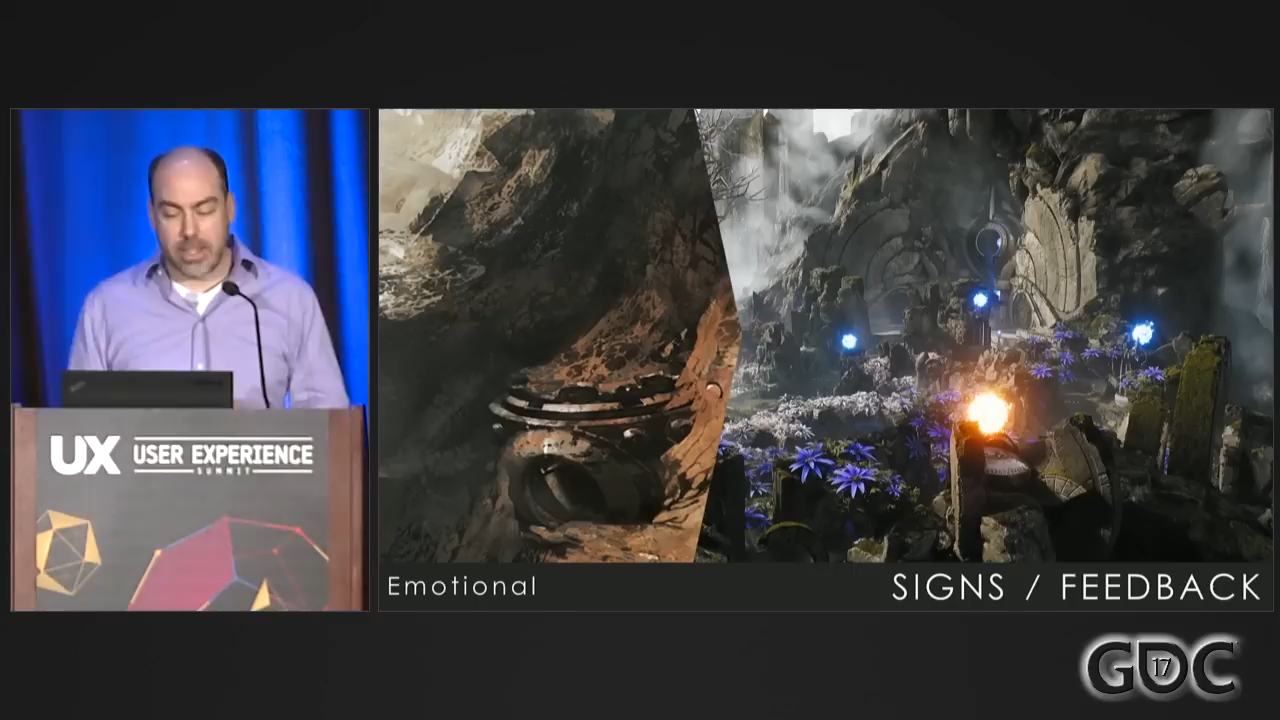 UX USER EXPERIENCE
SUMMIT
Emotional
SIGNS / FEEDBACK
GDC
17